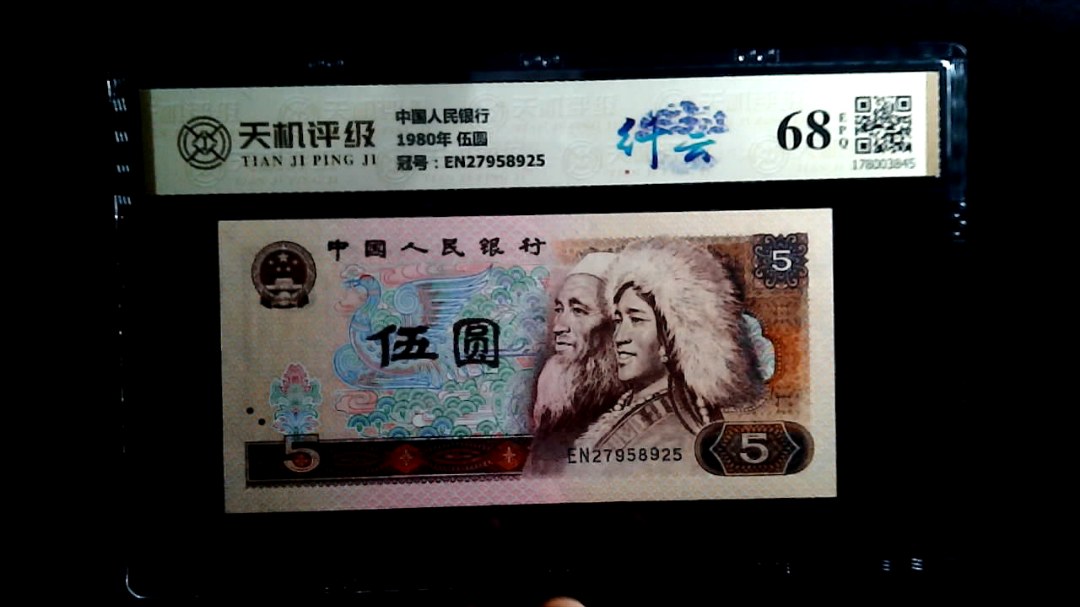 天机评级
TIAN JI PING JI
中国人民银行
1980年 伍圆
冠号：EN27958925
纤云
68
EPQ
178003845
中國人民银行
5
伍圆
5
EN27958925
5